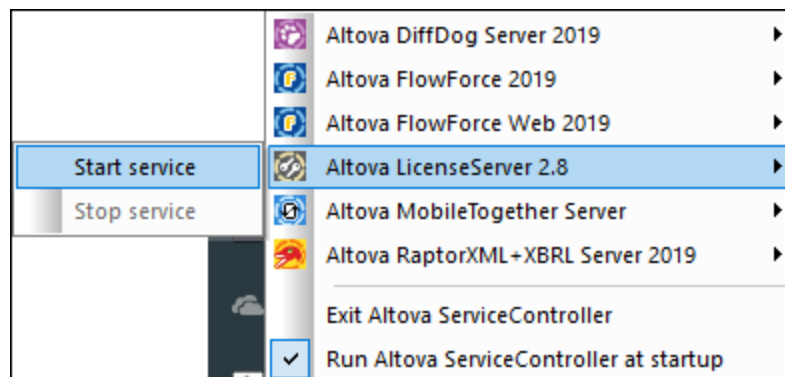 Altova DiffDog Server 2019
Altova FlowForce 2019
Altova FlowForce Web 2019
Start service
Altova LicenseServer 2.8
Stop service
Altova MobileTogether Server
Altova RaptorXML+XBRL Server 2019
Exit Altova ServiceController
Run Altova ServiceController at startup